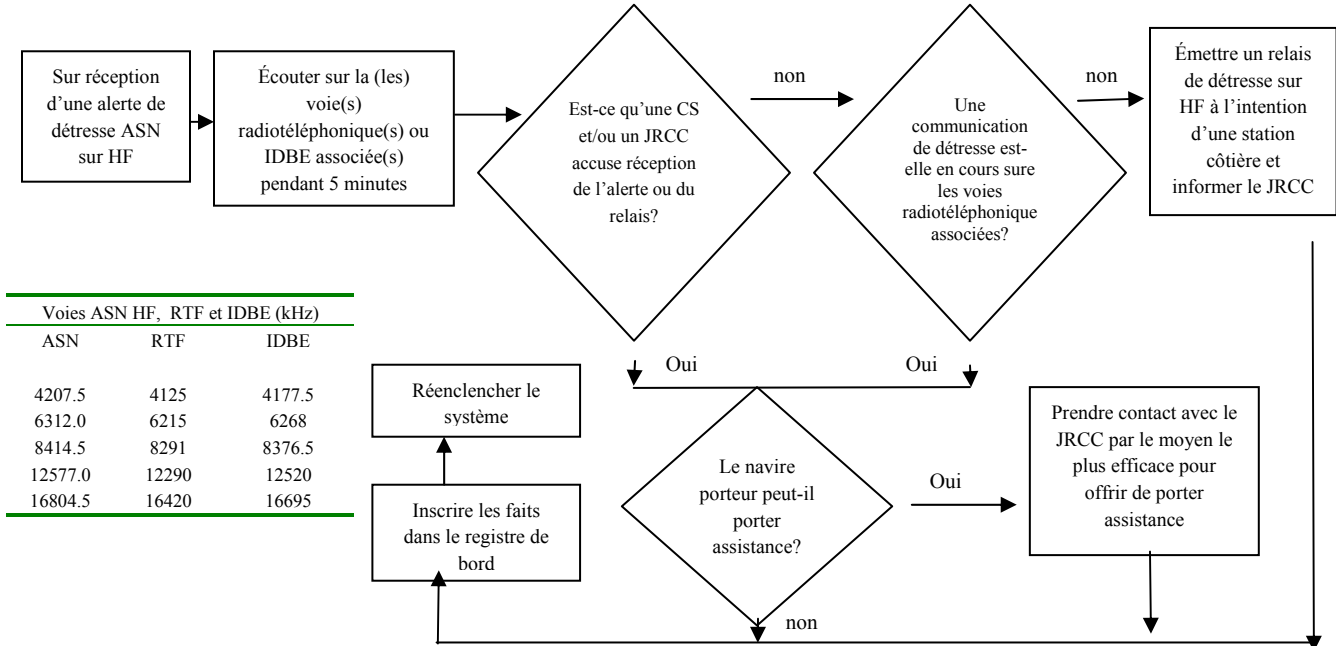 Sur réception
d'une alerte de
détresse ASN
sur HF
Écouter sur la (les)
voie(s)
radiotéléphonique(s) ou
IDBE associée(s)
pendant 5 minutes
Est-ce qu'une CS
et/ou un JRCC
accuse réception
de l'alerte ou du
relais?
non
Une
communication
de détresse est-
elle en cours sure
les voies
radiotéléphonique
associées?
non
Émettre un relais
de détresse sur
HF à l'intention
d'une station
côtière et
informer le JRCC
Oui
Oui
Voies ASN HF, RTF et IDBE (kHz)
ASN RTF IDBE
4207.5 4125 4177.5
6312.0 6215 6268
8414.5 8291 8376.5
12577.0 12290 12520
16804.5 16420 16695
Réenclencher le
système
Inscrire les faits
dans le registre de
bord
Le navire
porteur peut-il
porter
assistance?
Oui
Prendre contact avec le
JRCC par le moyen le
plus efficace pour
offrir de porter
assistance
non